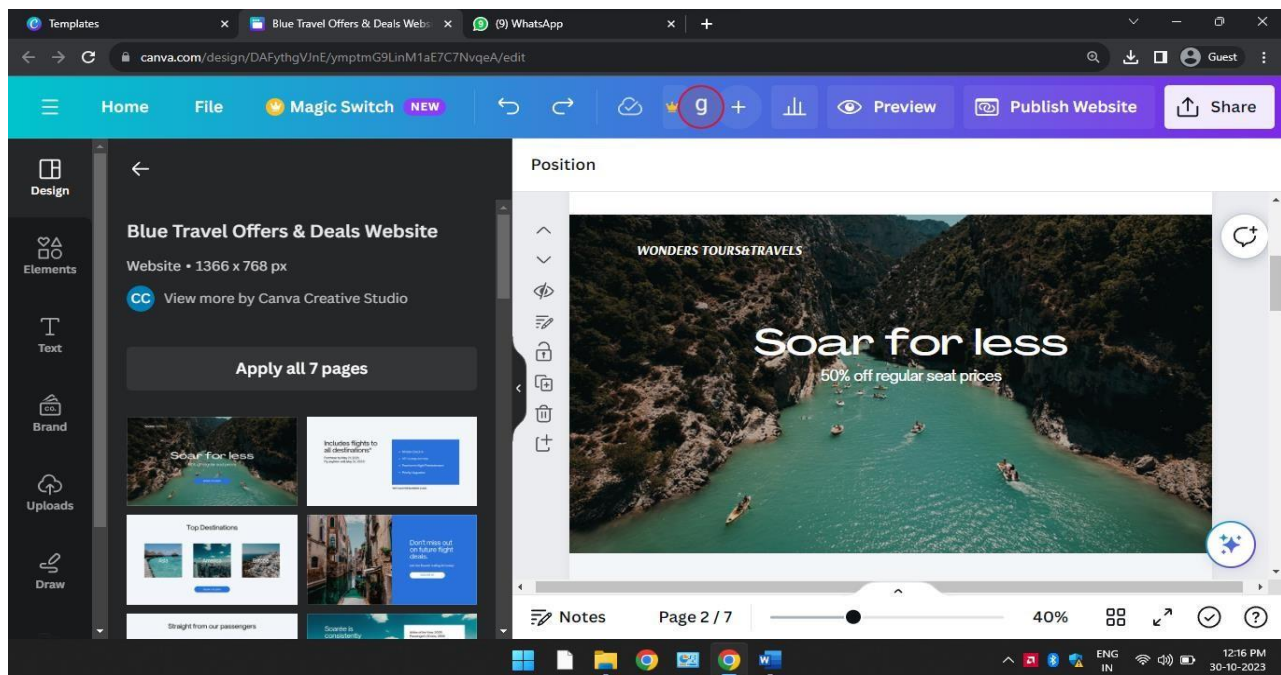 Templates
Blue Travel Offers & Deals Webs
(9) WhatsApp
canva.com/design/DAFythgVJnE/ymptmG9LinM1aE7C7NvqeA/edit
Guest
Home
File
Magic Switch
NEW
g
Preview
Publish Website
Share
Design
Elements
Text
CO.
Brand
Uploads
Draw
Blue Travel Offers & Deals Website
Website • 1366 x 768 px
CC
View more by Canva Creative Studio
Apply all 7 pages
Soar for less
Includes flights to
all destinations*
Top Destinations
Don't miss out
on future flight
deals.
Straight from our passengers
Soarite is
consistently
Position
WONDERS TOURS&TRAVELS
Soar for less
50% off regular seat prices
Notes
Page 2 / 7
40%
ENG
IN
12:16 PM
30-10-2023